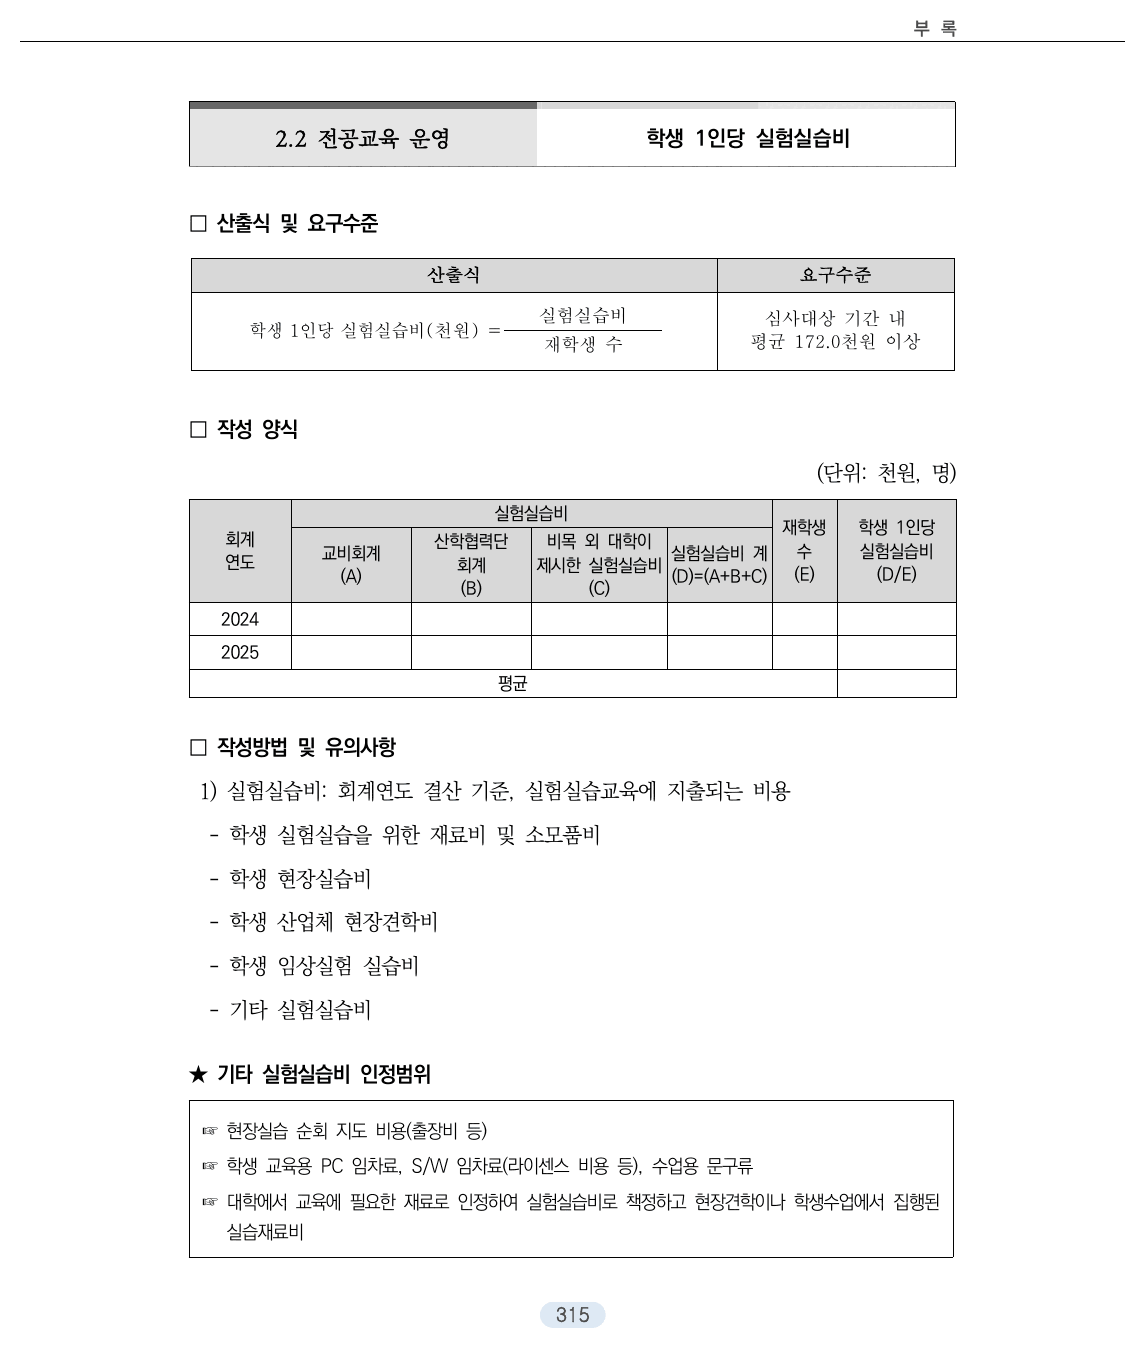 부 록
2.2 전공교육 운영
학생 1인당 실험실습비
□ 산출식 및 요구수준
산출식
요구수준
학생 1인당 실험실습비(천원) =
실험실습비
재학생 수
심사대상 기간 내
평균 172.0천원 이상
□ 작성 양식
(단위: 천원, 명)
회계
연도
실험실습비
교비회계
(A)
산학협력단
회계
(B)
비목 외 대학이
제시한 실험실습비
(C)
실험실습비 계
(D)=(A+B+C)
재학생
수
(E)
학생 1인당
실험실습비
(D/E)
2024
2025
평균
□ 작성방법 및 유의사항
1) 실험실습비: 회계연도 결산 기준, 실험실습교육에 지출되는 비용
- 학생 실험실습을 위한 재료비 및 소모품비
- 학생 현장실습비
- 학생 산업체 현장견학비
- 학생 임상실험 실습비
- 기타 실험실습비
★ 기타 실험실습비 인정범위
☞ 현장실습 순회 지도 비용(출장비 등)
☞ 학생 교육용 PC 임차료, S/W 임차료(라이센스 비용 등), 수업용 문구류
☞ 대학에서 교육에 필요한 재료로 인정하여 실험실습비로 책정하고 현장견학이나 학생수업에서 집행된
실습재료비
315